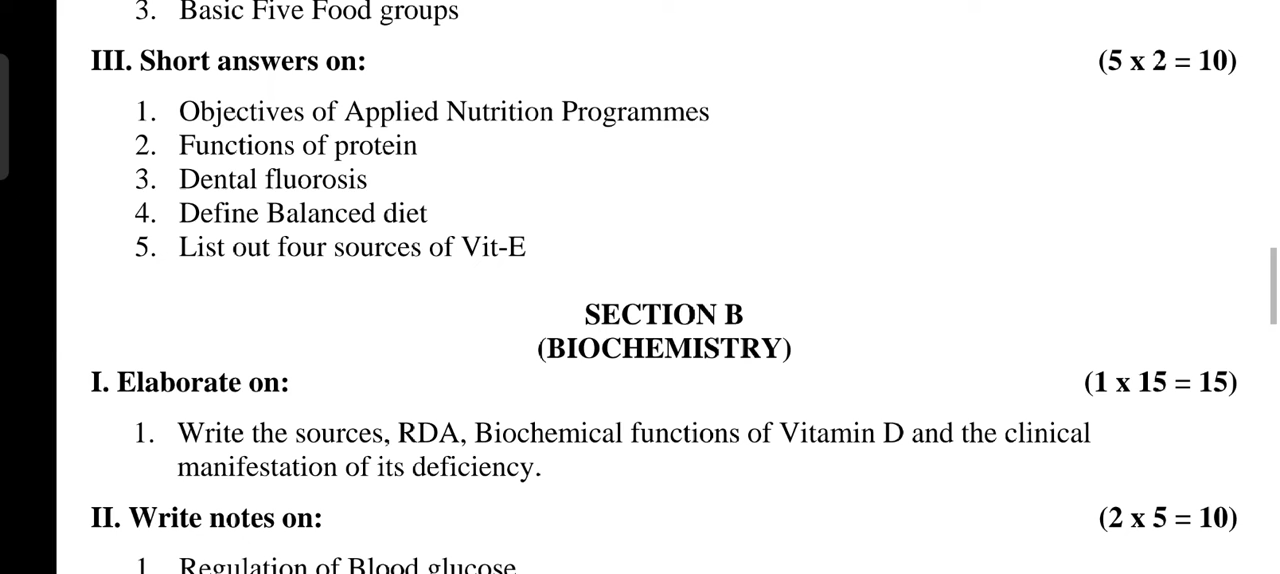 3. Basic Five Food groups
III. Short answers on: (5 x 2 = 10)
1. Objectives of Applied Nutrition Programmes
2. Functions of protein
3. Dental fluorosis
4. Define Balanced diet
5. List out four sources of Vit-E
SECTION B
(BIOCHEMISTRY)
I. Elaborate on: (1 x 15 = 15)
1. Write the sources, RDA, Biochemical functions of Vitamin D and the clinical
manifestation of its deficiency.
II. Write notes on: (2 x 5 = 10)
1. Regulation of Blood glucose